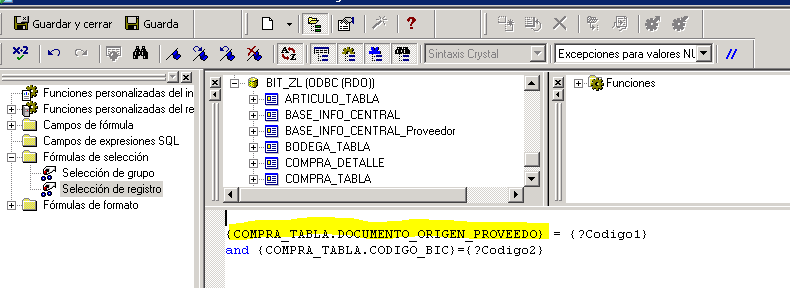 Guardar y cerrar
Guarda
X·2
Sintaxis Crystal
Excepciones para valores NU
//
Funciones personalizadas del in
Funciones personalizadas del re
Campos de fórmula
Campos de expresiones SQL
Fórmulas de selección
Selección de grupo
Selección de registro
Fórmulas de formato
BIT_ZL (ODBC (RDO))
ARTICULO_TABLA
BASE_INFO_CENTRAL
BASE_INFO_CENTRAL_Proveedor
BODEGA_TABLA
COMPRA_DETALLE
COMPRA_TABLA
Funciones
{COMPRA_TABLA.DOCUMENTO_ORIGEN_PROVEEDO} = {?Codigo1}
and {COMPRA_TABLA.CODIGO_BIC}={?Codigo2}